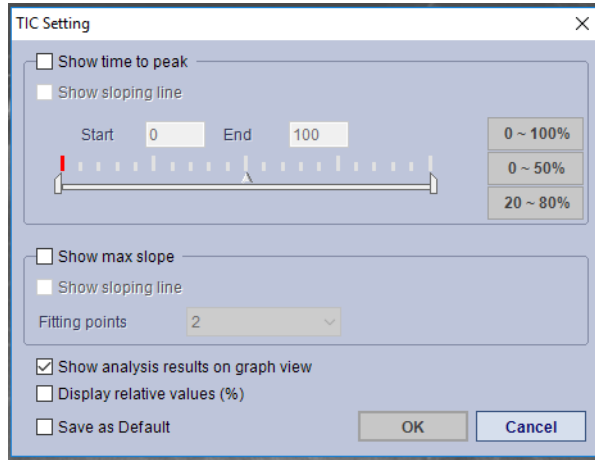 TIC Setting
Show time to peak
Show sloping line
Start 0 End 100
0 ~ 100%
0 ~ 50%
20 ~ 80%
Show max slope
Show sloping line
Fitting points 2
Show analysis results on graph view
Display relative values (%)
Save as Default
OK Cancel